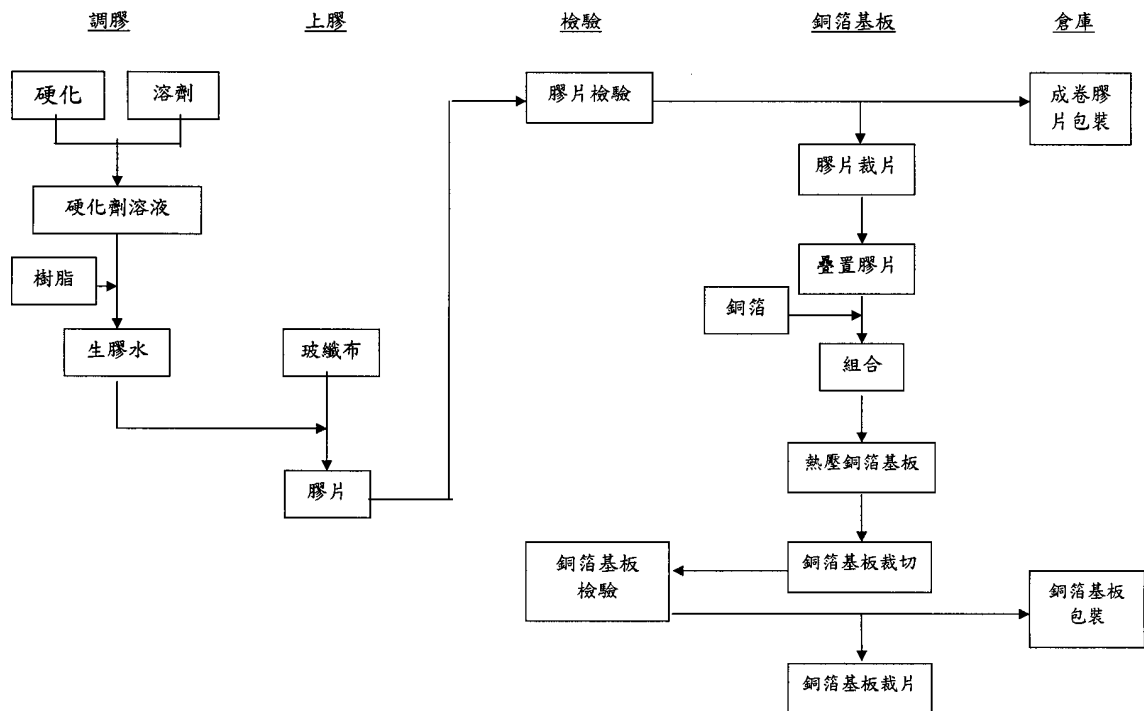 調膠
上膠
檢驗
銅箔基板
倉庫
硬化
溶劑
硬化劑溶液
樹脂
生膠水
玻纖布
膠片
膠片檢驗
成卷膠
片包裝
膠片裁片
疊置膠片
銅箔
組合
熱壓銅箔基板
銅箔基板裁切
銅箔基板
檢驗
銅箔基板
包裝
銅箔基板裁片